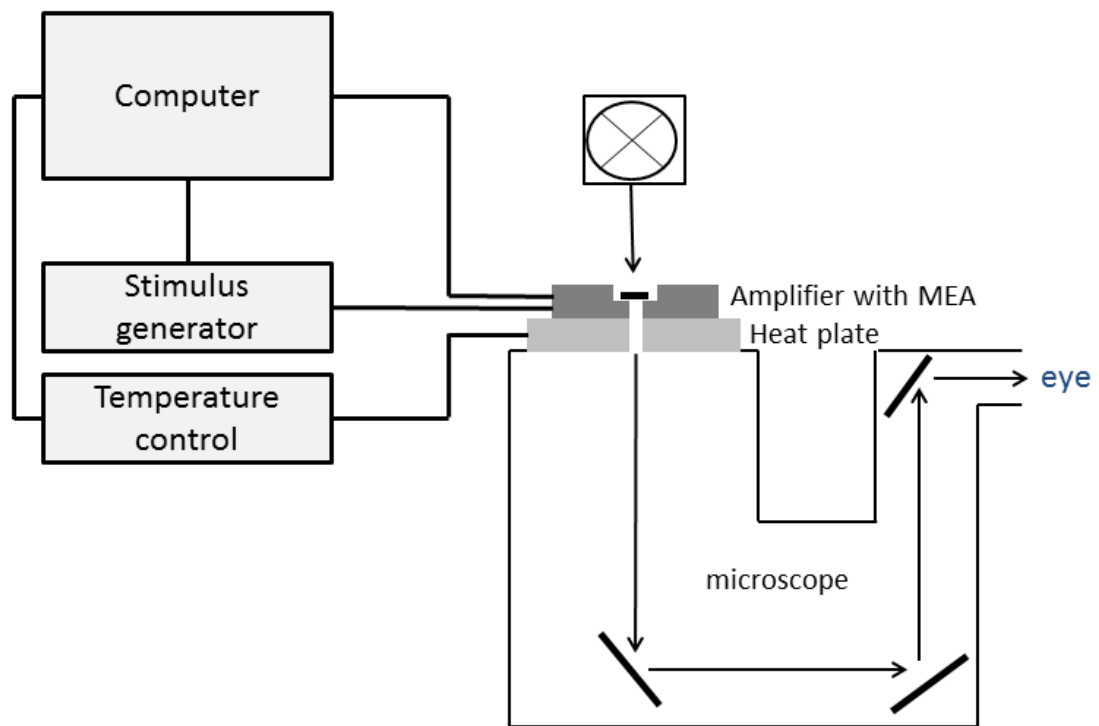 Computer
Stimulus
generator
Temperature
control
Amplifier with MEA
Heat plate
eye
microscope